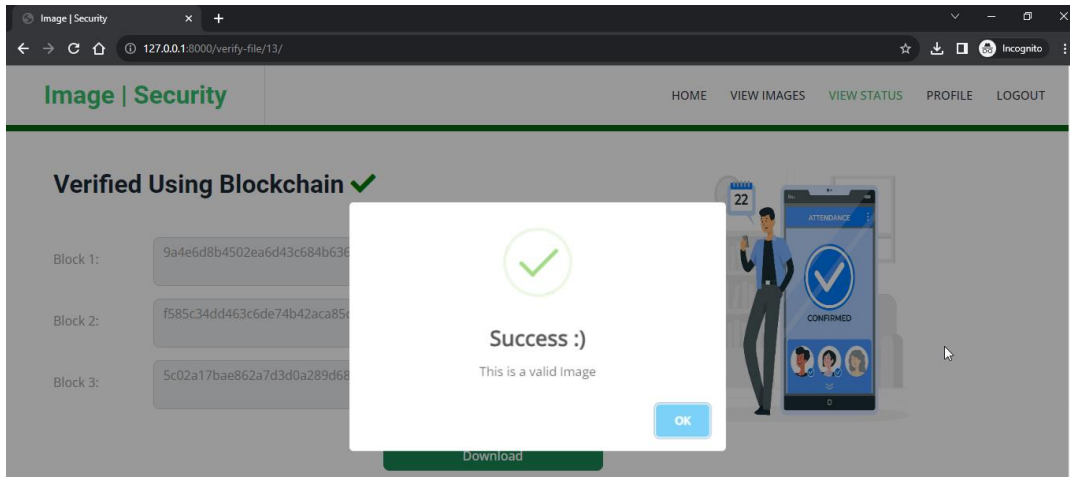 Image | Security
127.0.0.1:8000/verify-file/13/
Incognito
Image | Security
HOME VIEW IMAGES VIEW STATUS PROFILE LOGOUT
Verified Using Blockchain
Block 1:
9a4e6d8b4502ea6d43c684b636
Block 2:
f585c34dd463c6de74b42aca85
Block 3:
5c02a17bae862a7d3d0a289d68
Success :)
This is a valid Image
OK
Download
22
ATTENDANCE
CONFIRMED